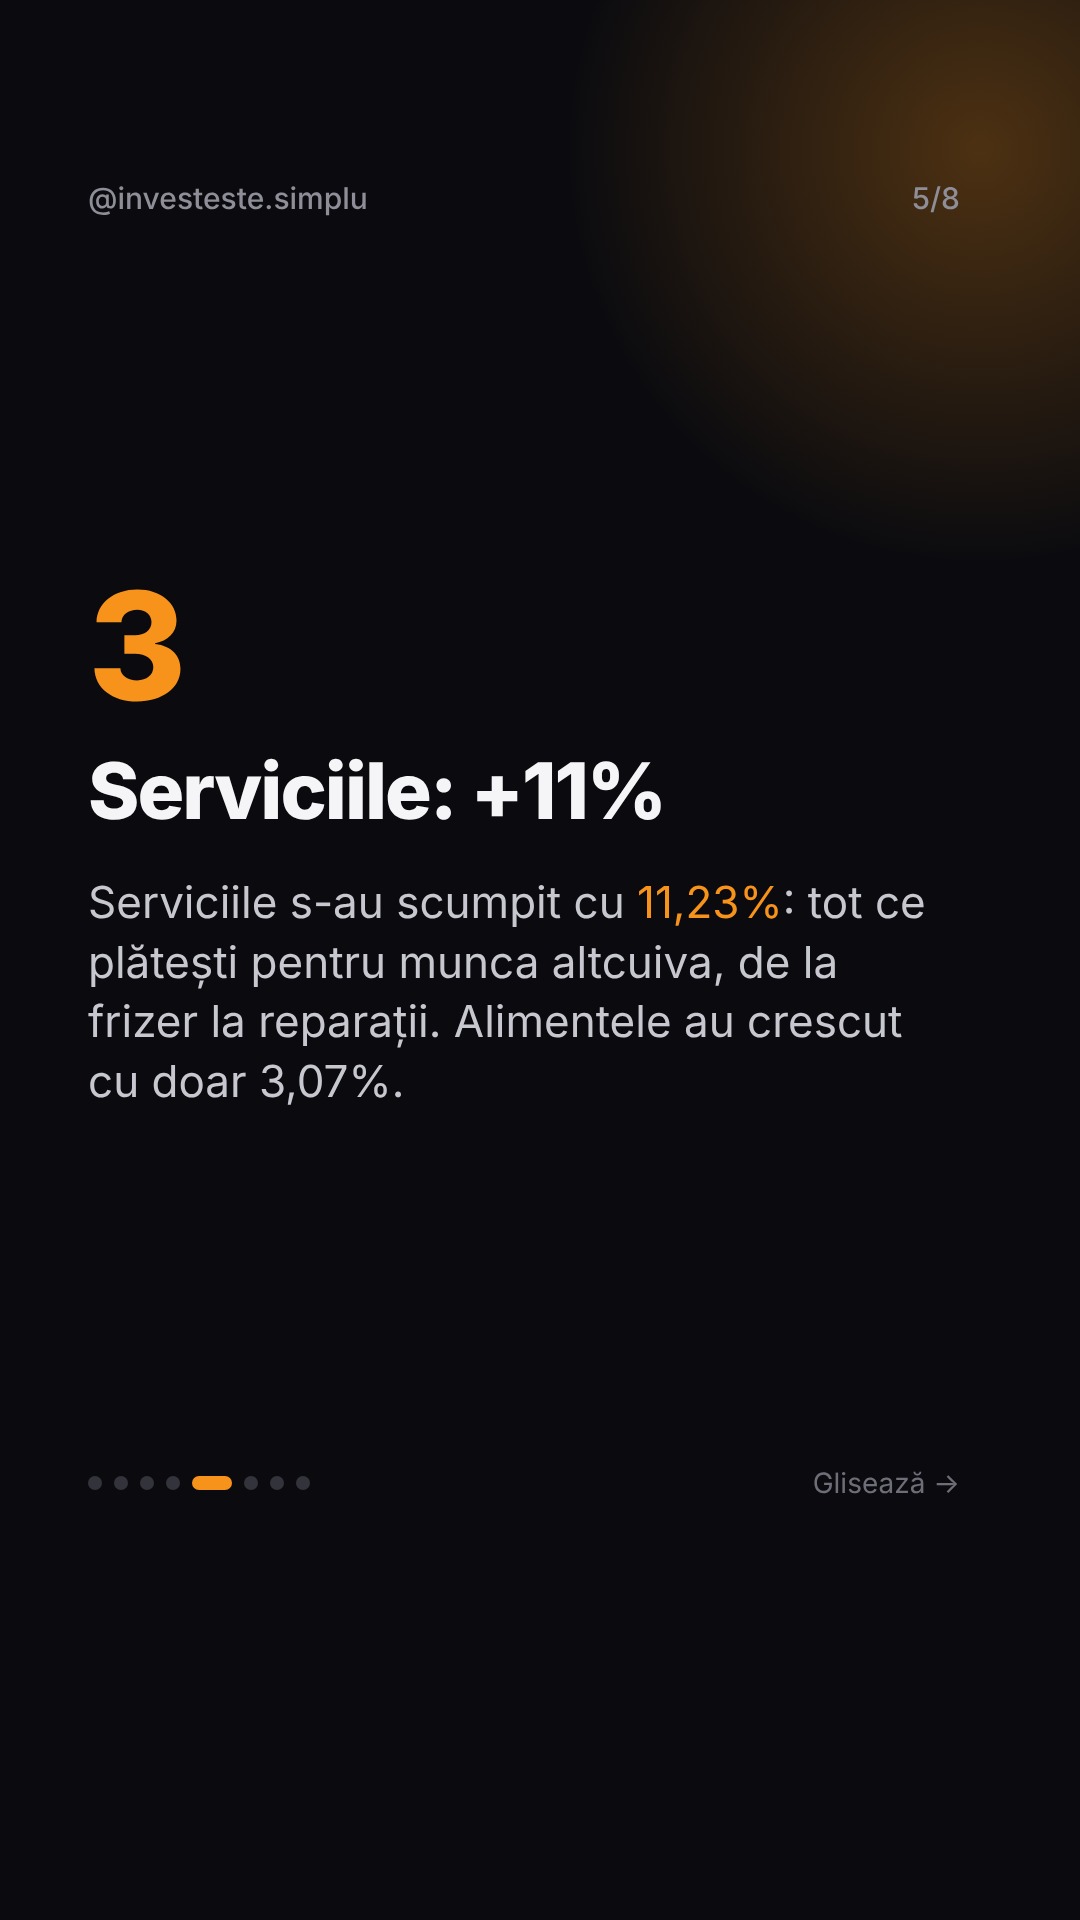 @investeste.simplu
5/8
3
Serviciile: +11%
Serviciile s-au scumpit cu 11,23%: tot ce
plătești pentru munca altcuiva, de la
frizer la reparații. Alimentele au crescut
cu doar 3,07%.
Glisează →